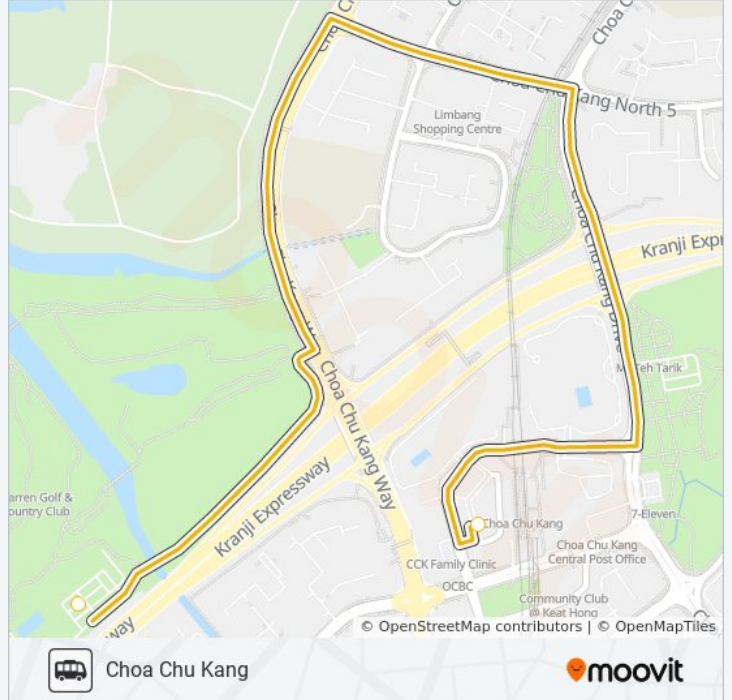 Choa C
Choa Chu Kang North 5
Limbang
Shopping Centre
Kranji Expr
Choa Chu Kang Drive
Mr Teh Tarik
Choa Chu Kang Way
Kranji Expressway
arren Golf &
ountry Club
Choa Chu Kang
7-Eleven
Choa Chu Kang
Central Post Office
CCK Family Clinic
OCBC
Community Club
@ Keat Hong
way
© OpenStreetMap contributors | © OpenMapTiles
Choa Chu Kang
moovit